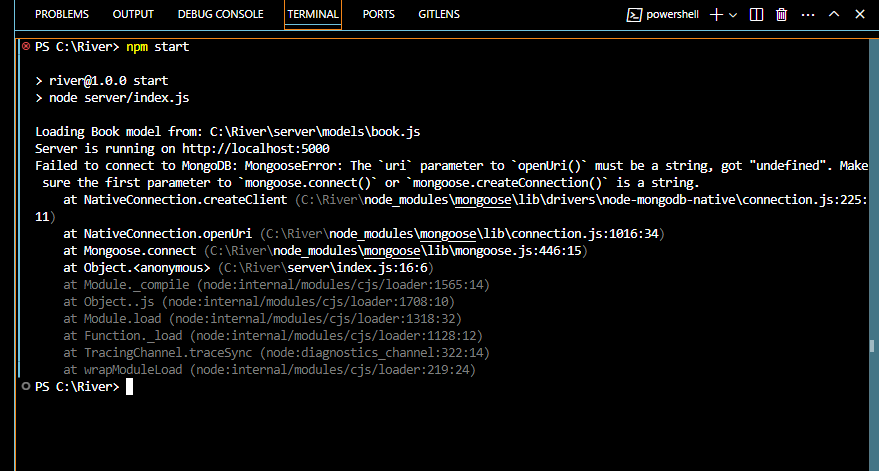 PROBLEMS OUTPUT DEBUG CONSOLE TERMINAL PORTS GITLENS powershell
PS C:\River> npm start
> river@1.0.0 start
> node server/index.js
Loading Book model from: C:\River\server\models\book.js
Server is running on http://localhost:5000
Failed to connect to MongoDB: MongooseError: The `uri` parameter to `openUri()` must be a string, got "undefined". Make
sure the first parameter to `mongoose.connect()` or `mongoose.createConnection()` is a string.
at NativeConnection.createClient (C:\River\node_modules\mongoose\lib\drivers\node-mongodb-native\connection.js:225:
11)
at NativeConnection.openUri (C:\River\node_modules\mongoose\lib\connection.js:1016:34)
at Mongoose.connect (C:\River\node_modules\mongoose\lib\mongoose.js:446:15)
at Object.<anonymous> (C:\River\server\index.js:16:6)
at Module._compile (node:internal/modules/cjs/loader:1565:14)
at Object..js (node:internal/modules/cjs/loader:1708:10)
at Module.load (node:internal/modules/cjs/loader:1318:32)
at Function._load (node:internal/modules/cjs/loader:1128:12)
at TracingChannel.traceSync (node:diagnostics_channel:322:14)
at wrapModuleLoad (node:internal/modules/cjs/loader:219:24)
PS C:\River>